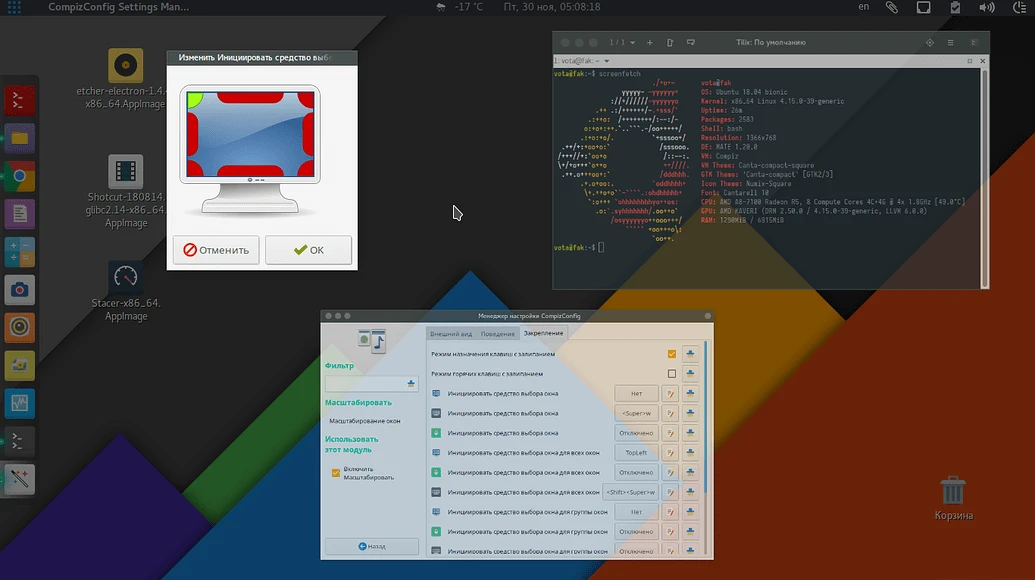 CompizConfig Settings Man...
-17 °C
Пт, 30 ноя, 05:08:18
en
etcher-electron-1.4.
x86_64.AppImage
Shotcut-180814.
glibc2.14-x86_64.
AppImage
Stacer-x86_64.
AppImage
Изменить Инициировать средство выбо
Отменить
OK
1 / 1
Tilix: По умолчанию
1: vota@fak: ~
vota@fak:~$ screenfetch
vota@fak
OS: Ubuntu 18.04 bionic
Kernel: x86_64 Linux 4.15.0-39-generic
Uptime: 26m
Packages: 2583
Shell: bash
Resolution: 1366x768
DE: MATE 1.20.0
WM: Compiz
WM Theme: Canta-compact-square
GTK Theme: 'Canta-compact' [GTK2/3]
Icon Theme: Numix-Square
Font: Cantarell 10
CPU: AMD A8-7100 Radeon R5, 8 Compute Cores 4C+4G @ 4x 1.8GHz [49.0°C]
GPU: AMD KAVERI (DRM 2.50.0 / 4.15.0-39-generic, LLVM 6.0.0)
vota@fak:~$
Менеджер настройки CompizConfig
Фильтр
Масштабировать
Масштабирование окон
Использовать
этот модуль
Включить
Масштабировать
Назад
Внешний вид
Поведение
Закрепление
Режим назначения клавиш с залипанием
Режим горячих клавиш с залипанием
Инициировать средство выбора окна
Нет
Инициировать средство выбора окна
<Super>w
Инициировать средство выбора окна
Отключено
Инициировать средство выбора окна для всех окон
TopLeft
Инициировать средство выбора окна для всех окон
Отключено
Инициировать средство выбора окна для всех окон
<Shift><Super>w
Инициировать средство выбора окна для группы окон
Нет
Инициировать средство выбора окна для группы окон
Отключено
Инициировать средство выбора окна для группы окон
Отключено
Корзина